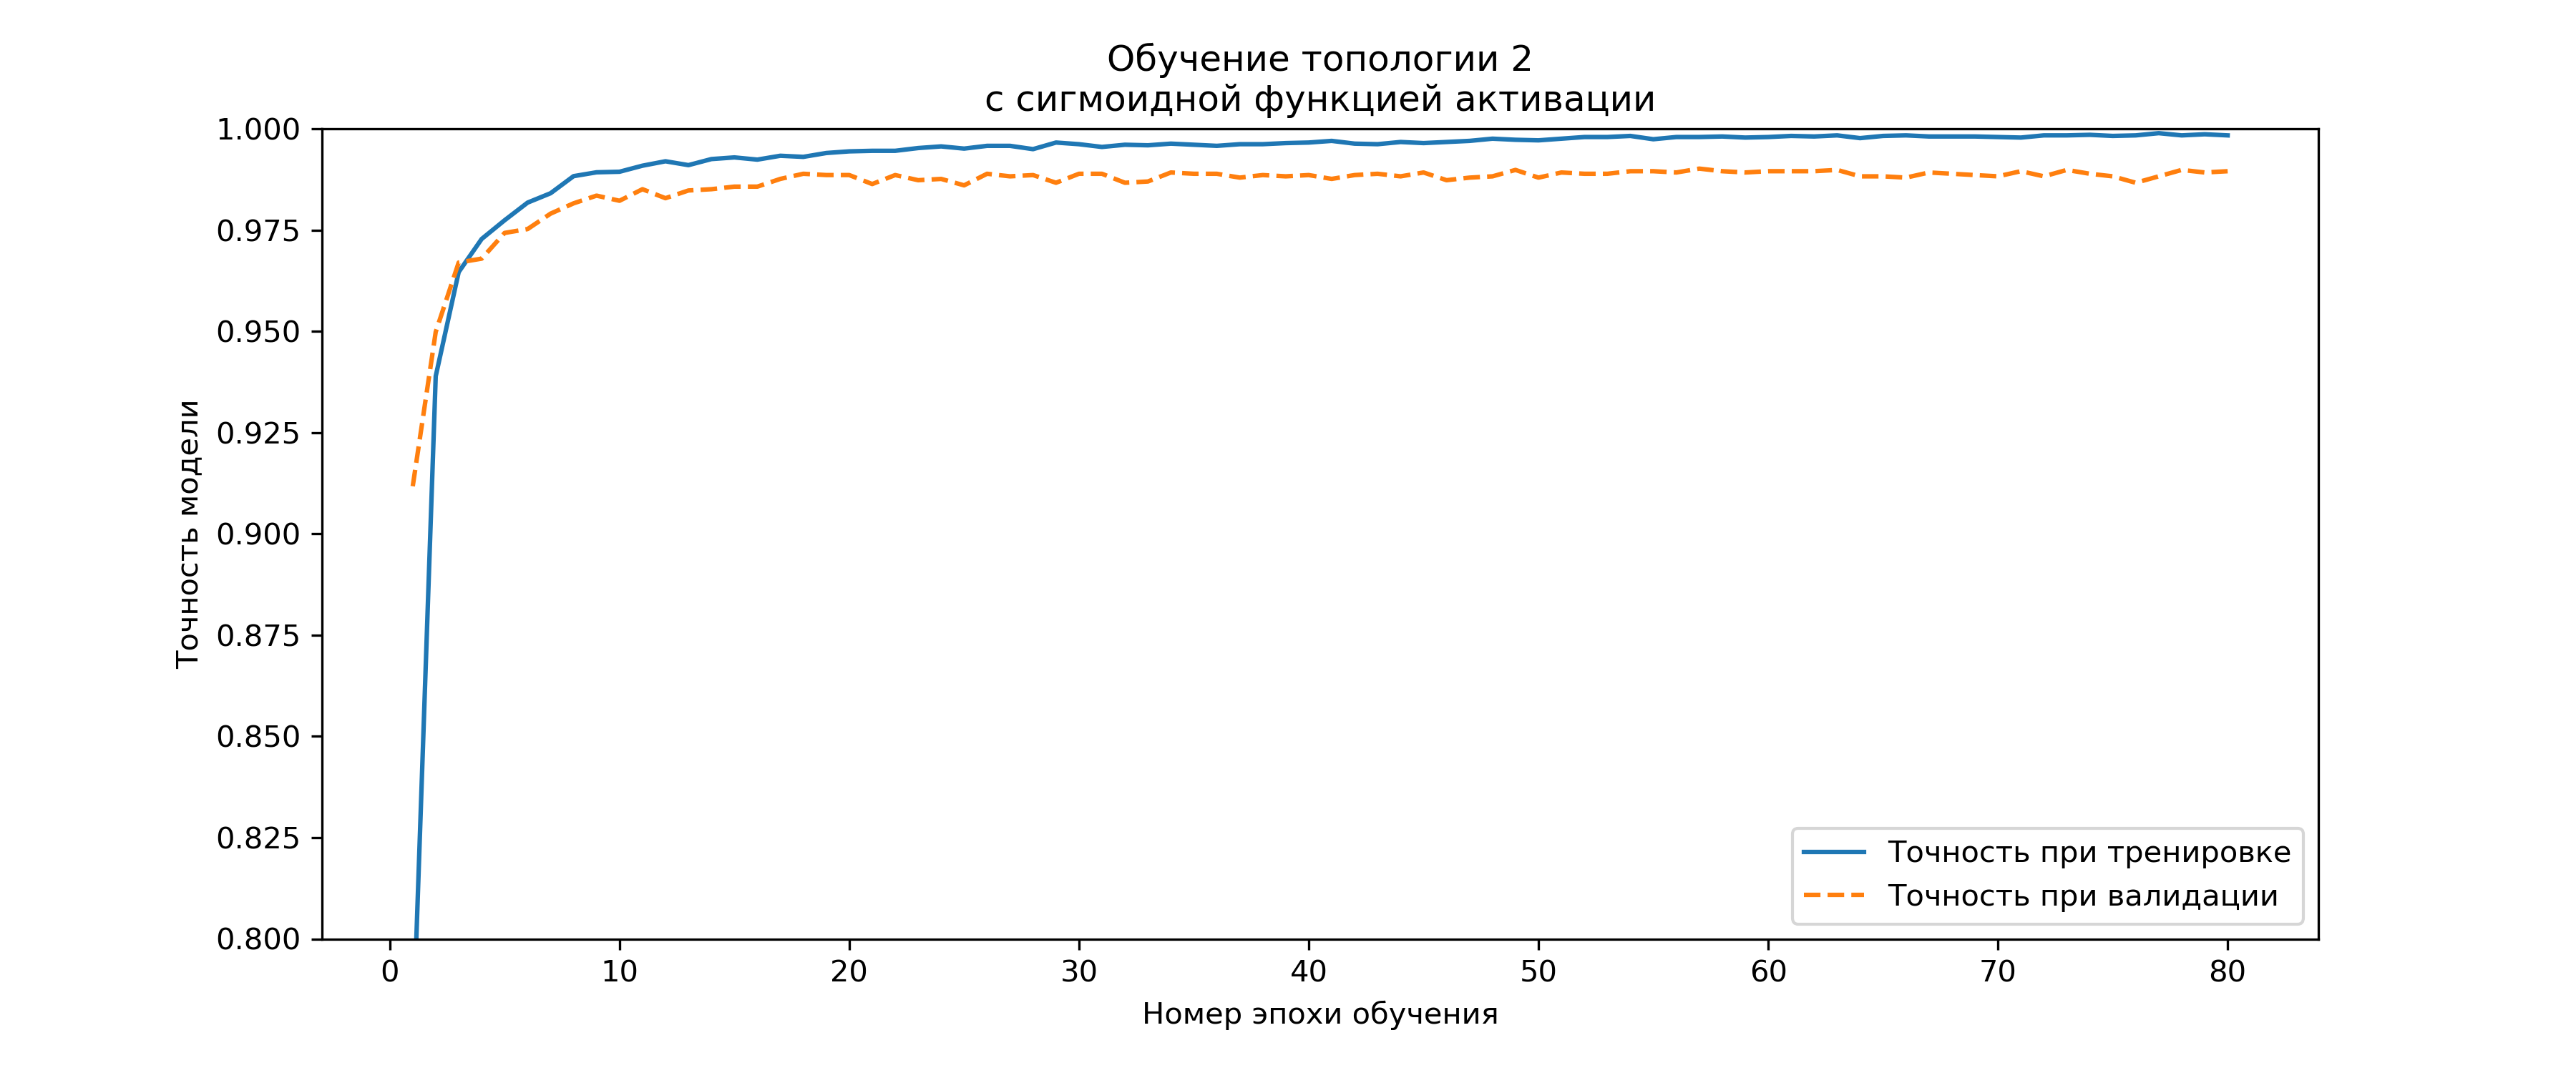 Обучение топологии 2
с сигмоидной функцией активации
1.000
0.975
0.950
0.925
0.900
0.875
0.850
0.825
0.800
Точность модели
0 10 20 30 40 50 60 70 80
Номер эпохи обучения
Точность при тренировке
Точность при валидации